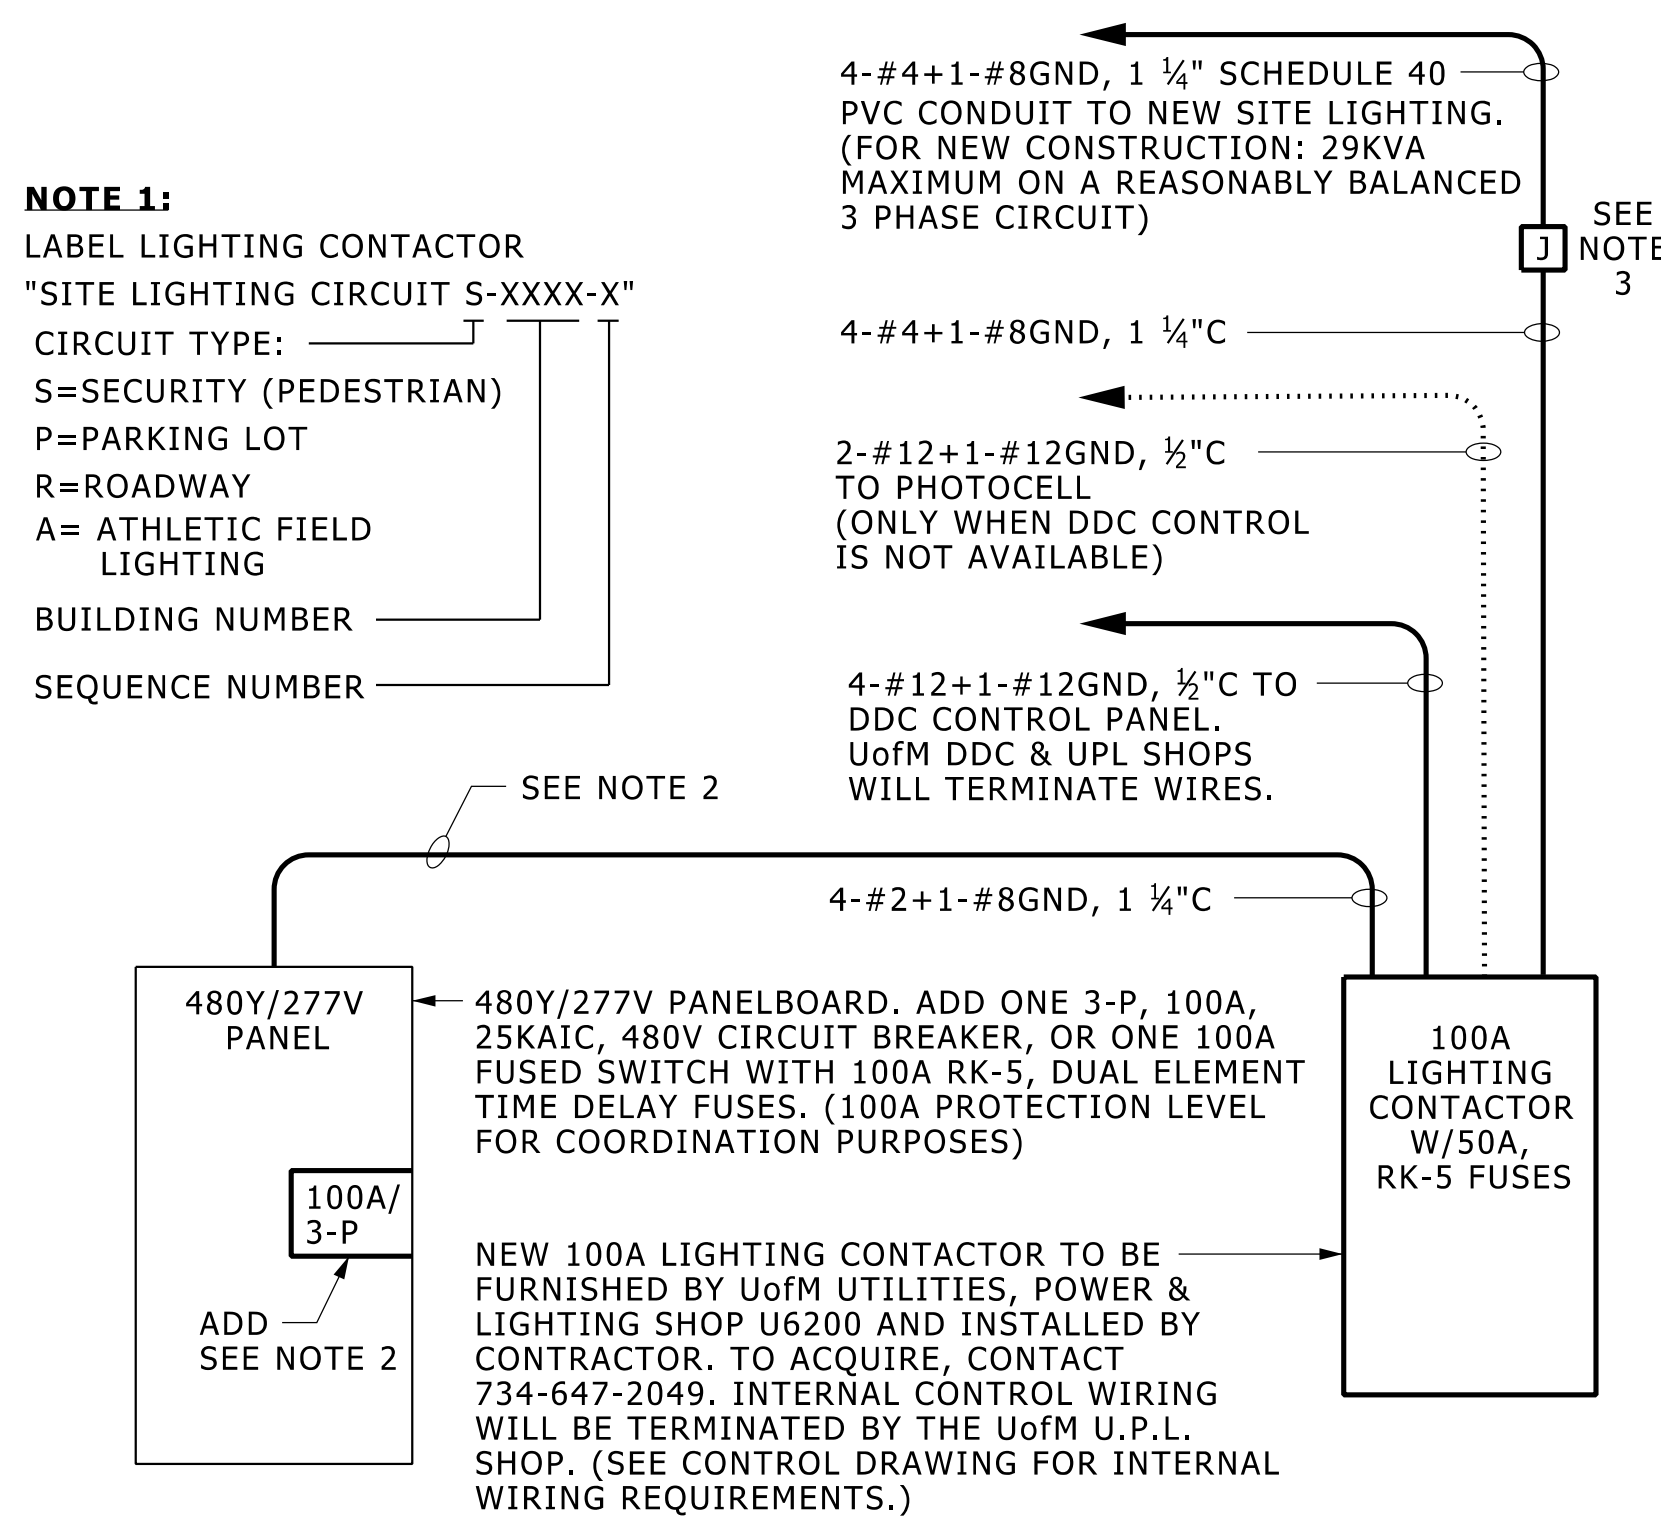 4-#4+1-#8GND, 1 ¼" SCHEDULE 40
PVC CONDUIT TO NEW SITE LIGHTING.
(FOR NEW CONSTRUCTION: 29KVA
MAXIMUM ON A REASONABLY BALANCED
3 PHASE CIRCUIT)
NOTE 1:
LABEL LIGHTING CONTACTOR
"SITE LIGHTING CIRCUIT S-XXXX-X"
CIRCUIT TYPE:
S=SECURITY (PEDESTRIAN)
P=PARKING LOT
R=ROADWAY
A= ATHLETIC FIELD
LIGHTING
BUILDING NUMBER
SEQUENCE NUMBER
J
SEE
NOTE
3
4-#4+1-#8GND, 1 ¼"C
2-#12+1-#12GND, ½"C
TO PHOTOCELL
(ONLY WHEN DDC CONTROL
IS NOT AVAILABLE)
4-#12+1-#12GND, ½"C TO
DDC CONTROL PANEL.
UofM DDC & UPL SHOPS
WILL TERMINATE WIRES.
SEE NOTE 2
4-#2+1-#8GND, 1 ¼"C
480Y/277V
PANEL
100A/
3-P
ADD
SEE NOTE 2
480Y/277V PANELBOARD. ADD ONE 3-P, 100A,
25KAIC, 480V CIRCUIT BREAKER, OR ONE 100A
FUSED SWITCH WITH 100A RK-5, DUAL ELEMENT
TIME DELAY FUSES. (100A PROTECTION LEVEL
FOR COORDINATION PURPOSES)
NEW 100A LIGHTING CONTACTOR TO BE
FURNISHED BY UofM UTILITIES, POWER &
LIGHTING SHOP U6200 AND INSTALLED BY
CONTRACTOR. TO ACQUIRE, CONTACT
734-647-2049. INTERNAL CONTROL WIRING
WILL BE TERMINATED BY THE UofM U.P.L.
SHOP. (SEE CONTROL DRAWING FOR INTERNAL
WIRING REQUIREMENTS.)
100A
LIGHTING
CONTACTOR
W/50A,
RK-5 FUSES